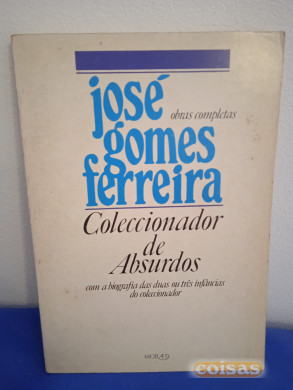 josé
obras completas
gomes
ferreira
Coleccionador
de
Absurdos
com a biografia das duas ou três infâncias
do coleccionador
coisas